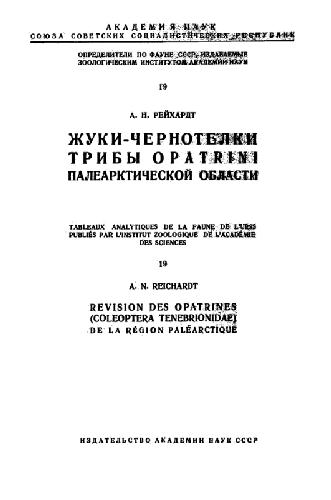 АКАДЕМИЯ НАУК
СОЮЗА СОВЕТСКИХ СОЦИАЛИСТИЧЕСКИХ РЕСПУБЛИК
ОПРЕДЕЛИТЕЛИ ПО ФАУНЕ СССР, ИЗДАВАЕМЫЕ
ЗООЛОГИЧЕСКИМ ИНСТИТУТОМ АКАДЕМИИ НАУК
19
А. Н. РЕЙХАРДТ
ЖУКИ-ЧЕРНОТЕЛКИ
ТРИБЫ OPATRINI
ПАЛЕАРКТИЧЕСКОЙ ОБЛАСТИ
TABLEAUX ANALYTIQUES DE LA FAUNE DE L'URSS
PUBLIÉS PAR L'INSTITUT ZOOLOGIQUE DE L'ACADÉMIE
DES SCIENCES
19
A. N. REICHARDT
REVISION DES OPATRINES
(COLEOPTERA TENEBRIONIDAE)
DE LA RÉGION PALÉARCTIQUE
ИЗДАТЕЛЬСТВО АКАДЕМИИ НАУК СССР